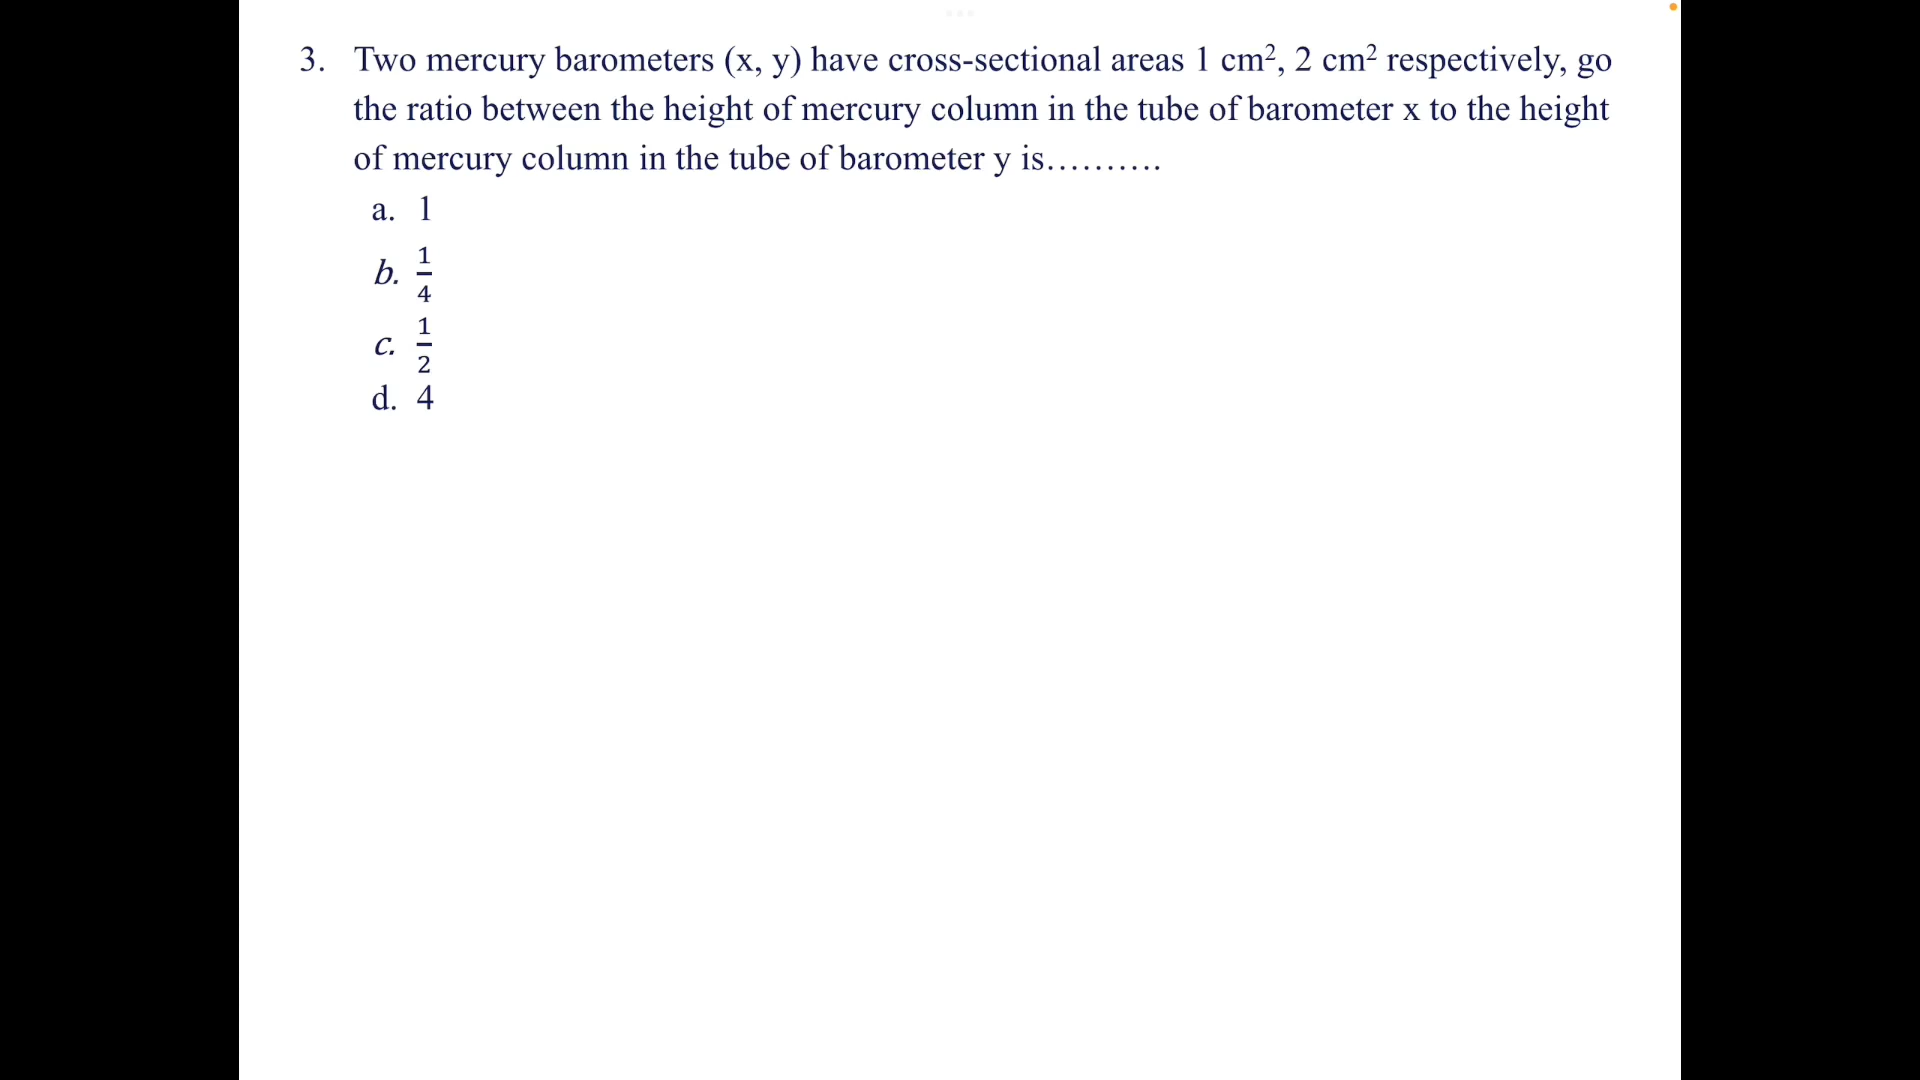 3. Two mercury barometers (x, y) have cross-sectional areas 1 cm², 2 cm² respectively, go
the ratio between the height of mercury column in the tube of barometer x to the height
of mercury column in the tube of barometer y is……….
a. 1
b. 1/4
c. 1/2
d. 4